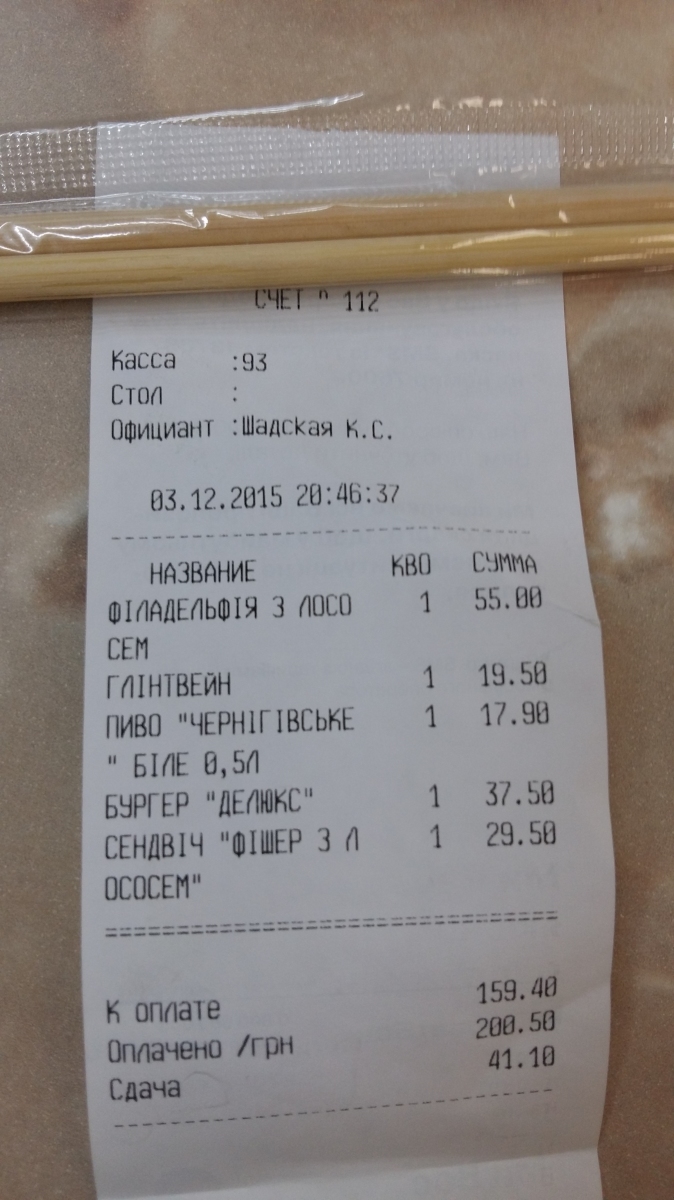 СЧЕТ n 112
Касса :93
Стол :
Официант :Шадская К.С.
03.12.2015 20:46:37
НАЗВАНИЕ КВО СУММА
ФІЛАДЕЛЬФІЯ З ЛОСО 1 55.00
СЕМ
ГЛІНТВЕЙН 1 19.50
ПИВО "ЧЕРНІГІВСЬКЕ 1 17.90
" БІЛЕ 0,5Л
БУРГЕР "ДЕЛЮКС" 1 37.50
СЕНДВІЧ "ФІШЕР З Л 1 29.50
ОСОСЕМ"
К оплате 159.40
Оплачено /грн 200.50
Сдача 41.10